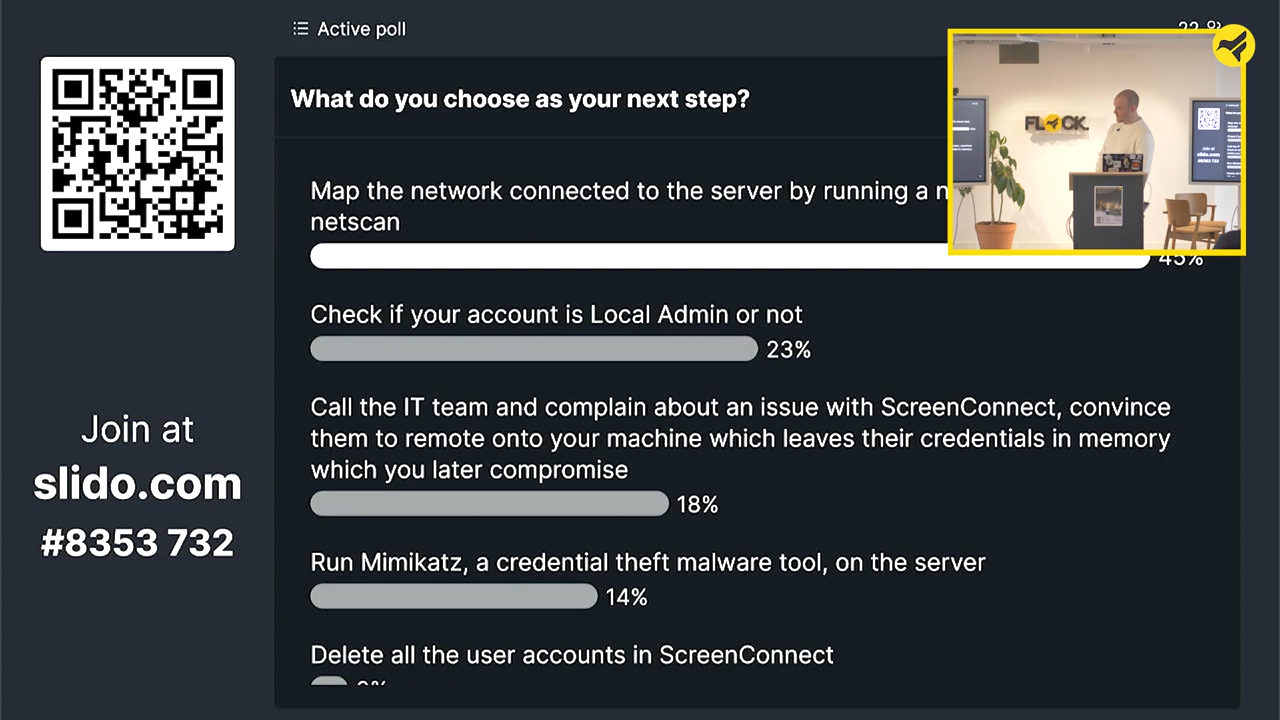 Active poll
What do you choose as your next step?
Map the network connected to the server by running a
netscan
45%
Check if your account is Local Admin or not
23%
Call the IT team and complain about an issue with ScreenConnect, convince
them to remote onto your machine which leaves their credentials in memory
which you later compromise
18%
Run Mimikatz, a credential theft malware tool, on the server
14%
Delete all the user accounts in ScreenConnect
Join at
slido.com
#8353 732
FLOCK.